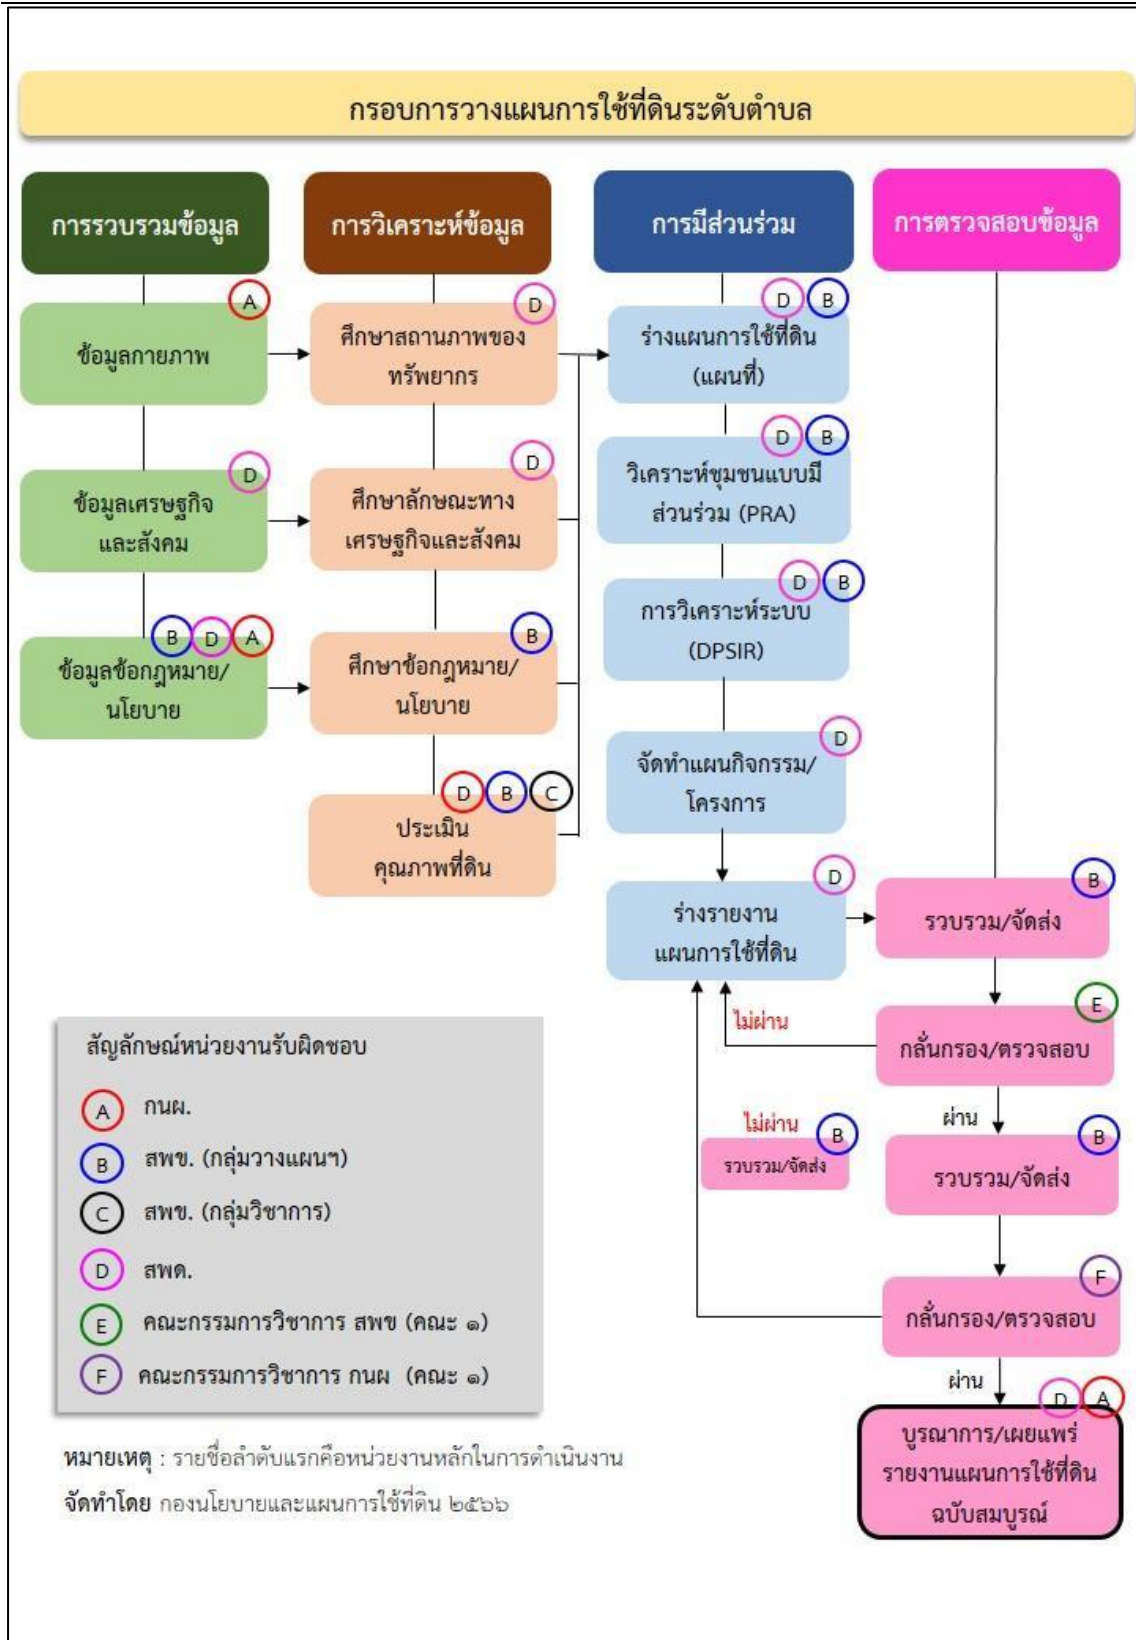 กรอบการวางแผนการใช้ที่ดินระดับตำบล
การรวบรวมข้อมูล
A
ข้อมูลกายภาพ
D
ข้อมูลเศรษฐกิจ
และสังคม
B D A
ข้อมูลข้อกฎหมาย/
นโยบาย
การวิเคราะห์ข้อมูล
D
ศึกษาสถานภาพของ
ทรัพยากร
D
ศึกษาลักษณะทาง
เศรษฐกิจและสังคม
B
ศึกษาข้อกฎหมาย/
นโยบาย
D B C
ประเมิน
คุณภาพที่ดิน
การมีส่วนร่วม
D B
ร่างแผนการใช้ที่ดิน
(แผนที่)
D B
วิเคราะห์ชุมชนแบบมี
ส่วนร่วม (PRA)
D B
การวิเคราะห์ระบบ
(DPSIR)
D
จัดทำแผนกิจกรรม/
โครงการ
D
ร่างรายงาน
แผนการใช้ที่ดิน
การตรวจสอบข้อมูล
B
รวบรวม/จัดส่ง
E
กลั่นกรอง/ตรวจสอบ
ไม่ผ่าน
ผ่าน
B
รวบรวม/จัดส่ง
ไม่ผ่าน
B
รวบรวม/จัดส่ง
F
กลั่นกรอง/ตรวจสอบ
ผ่าน
D A
บูรณาการ/เผยแพร่
รายงานแผนการใช้ที่ดิน
ฉบับสมบูรณ์
สัญลักษณ์หน่วยงานรับผิดชอบ
A กนผ.
B สพข. (กลุ่มวางแผนฯ)
C สพข. (กลุ่มวิชาการ)
D สพด.
E คณะกรรมการวิชาการ สพข (คณะ ๑)
F คณะกรรมการวิชาการ กนผ (คณะ ๑)
หมายเหตุ : รายชื่อลำดับแรกคือหน่วยงานหลักในการดำเนินงาน
จัดทำโดย กองนโยบายและแผนการใช้ที่ดิน ๒๕๖๖